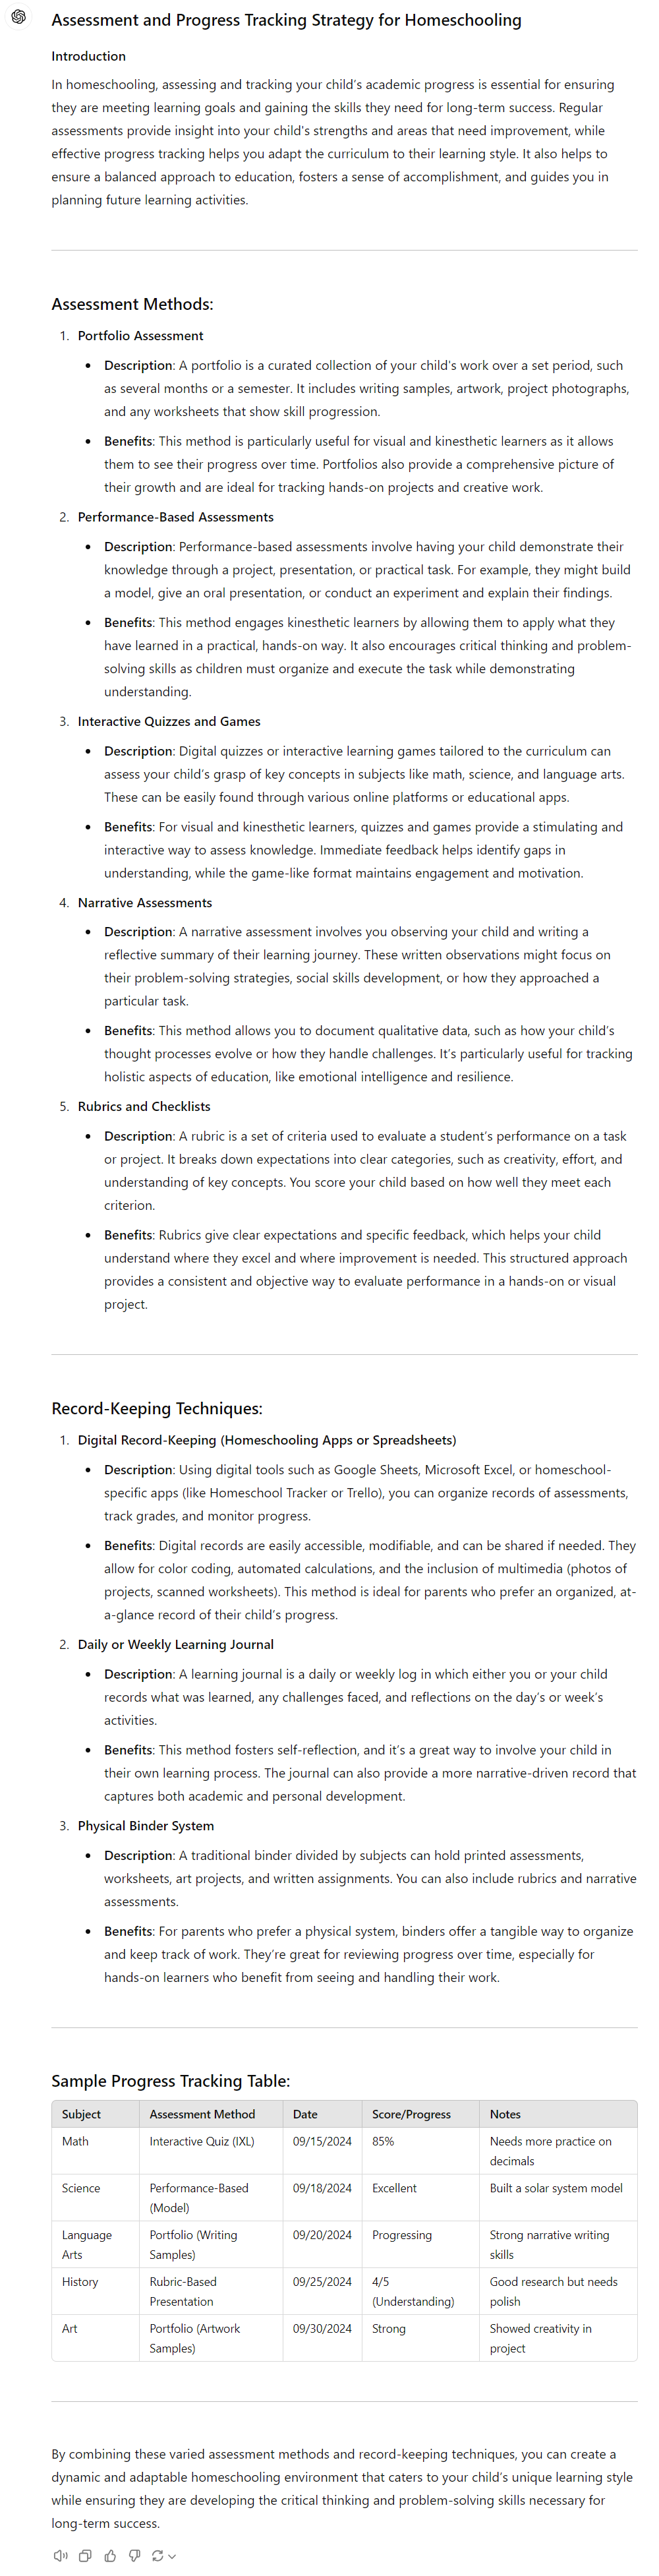 Assessment and Progress Tracking Strategy for Homeschooling
Introduction
In homeschooling, assessing and tracking your child's academic progress is essential for ensuring
they are meeting learning goals and gaining the skills they need for long-term success. Regular
assessments provide insight into your child's strengths and areas that need improvement, while
effective progress tracking helps you adapt the curriculum to their learning style. It also helps to
ensure a balanced approach to education, fosters a sense of accomplishment, and guides you in
planning future learning activities.
Assessment Methods:
1. Portfolio Assessment
• Description: A portfolio is a curated collection of your child's work over a set period, such
as several months or a semester. It includes writing samples, artwork, project photographs,
and any worksheets that show skill progression.
• Benefits: This method is particularly useful for visual and kinesthetic learners as it allows
them to see their progress over time. Portfolios also provide a comprehensive picture of
their growth and are ideal for tracking hands-on projects and creative work.
2. Performance-Based Assessments
• Description: Performance-based assessments involve having your child demonstrate their
knowledge through a project, presentation, or practical task. For example, they might build
a model, give an oral presentation, or conduct an experiment and explain their findings.
• Benefits: This method engages kinesthetic learners by allowing them to apply what they
have learned in a practical, hands-on way. It also encourages critical thinking and problem-
solving skills as children must organize and execute the task while demonstrating
understanding.
3. Interactive Quizzes and Games
• Description: Digital quizzes or interactive learning games tailored to the curriculum can
assess your child's grasp of key concepts in subjects like math, science, and language arts.
These can be easily found through various online platforms or educational apps.
• Benefits: For visual and kinesthetic learners, quizzes and games provide a stimulating and
interactive way to assess knowledge. Immediate feedback helps identify gaps in
understanding, while the game-like format maintains engagement and motivation.
4. Narrative Assessments
• Description: A narrative assessment involves you observing your child and writing a
reflective summary of their learning journey. These written observations might focus on
their problem-solving strategies, social skills development, or how they approached a
particular task.
• Benefits: This method allows you to document qualitative data, such as how your child's
thought processes evolve or how they handle challenges. It's particularly useful for tracking
holistic aspects of education, like emotional intelligence and resilience.
5. Rubrics and Checklists
• Description: A rubric is a set of criteria used to evaluate a student's performance on a task
or project. It breaks down expectations into clear categories, such as creativity, effort, and
understanding of key concepts. You score your child based on how well they meet each
criterion.
• Benefits: Rubrics give clear expectations and specific feedback, which helps your child
understand where they excel and where improvement is needed. This structured approach
provides a consistent and objective way to evaluate performance in a hands-on or visual
project.
Record-Keeping Techniques:
1. Digital Record-Keeping (Homeschooling Apps or Spreadsheets)
• Description: Using digital tools such as Google Sheets, Microsoft Excel, or homeschool-
specific apps (like Homeschool Tracker or Trello), you can organize records of assessments,
track grades, and monitor progress.
• Benefits: Digital records are easily accessible, modifiable, and can be shared if needed. They
allow for color coding, automated calculations, and the inclusion of multimedia (photos of
projects, scanned worksheets). This method is ideal for parents who prefer an organized, at-
a-glance record of their child's progress.
2. Daily or Weekly Learning Journal
• Description: A learning journal is a daily or weekly log in which either you or your child
records what was learned, any challenges faced, and reflections on the day's or week's
activities.
• Benefits: This method fosters self-reflection, and it's a great way to involve your child in
their own learning process. The journal can also provide a more narrative-driven record that
captures both academic and personal development.
3. Physical Binder System
• Description: A traditional binder divided by subjects can hold printed assessments,
worksheets, art projects, and written assignments. You can also include rubrics and narrative
assessments.
• Benefits: For parents who prefer a physical system, binders offer a tangible way to organize
and keep track of work. They're great for reviewing progress over time, especially for
hands-on learners who benefit from seeing and handling their work.
Sample Progress Tracking Table:
Subject Assessment Method Date Score/Progress Notes
Math Interactive Quiz (IXL) 09/15/2024 85% Needs more practice on
decimals
Science Performance-Based 09/18/2024 Excellent Built a solar system model
(Model)
Language Portfolio (Writing 09/20/2024 Progressing Strong narrative writing
Arts Samples) skills
History Rubric-Based 09/25/2024 4/5 Good research but needs
Presentation (Understanding) polish
Art Portfolio (Artwork 09/30/2024 Strong Showed creativity in
Samples) project
By combining these varied assessment methods and record-keeping techniques, you can create a
dynamic and adaptable homeschooling environment that caters to your child's unique learning style
while ensuring they are developing the critical thinking and problem-solving skills necessary for
long-term success.